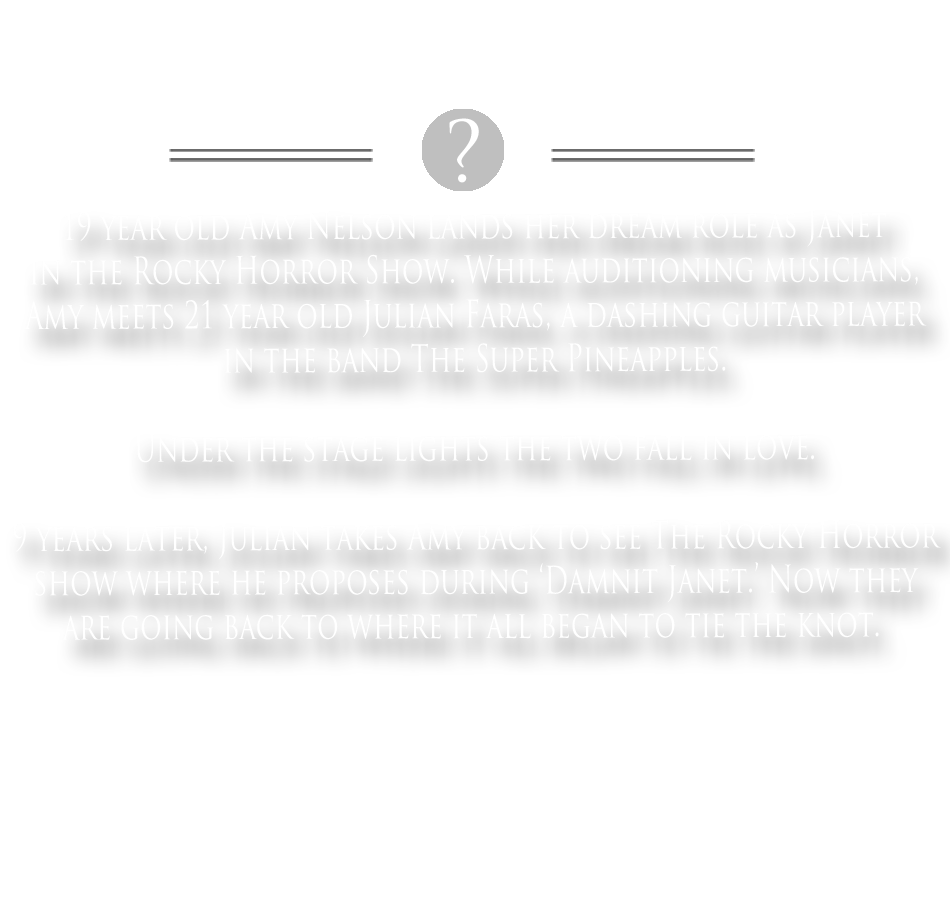 ?
19 year old Amy Nelson lands her dream role as Janet
in the Rocky Horror Show. While auditioning musicians,
Amy meets 21 year old Julian Faras, a dashing guitar player
in the band The Super Pineapples.
Under the stage lights the two fall in love.
9 years later, Julian takes Amy back to see The Rocky Horror
Show where he proposes during ‘Damnit Janet.’ Now they
are going back to where it all began to tie the knot.